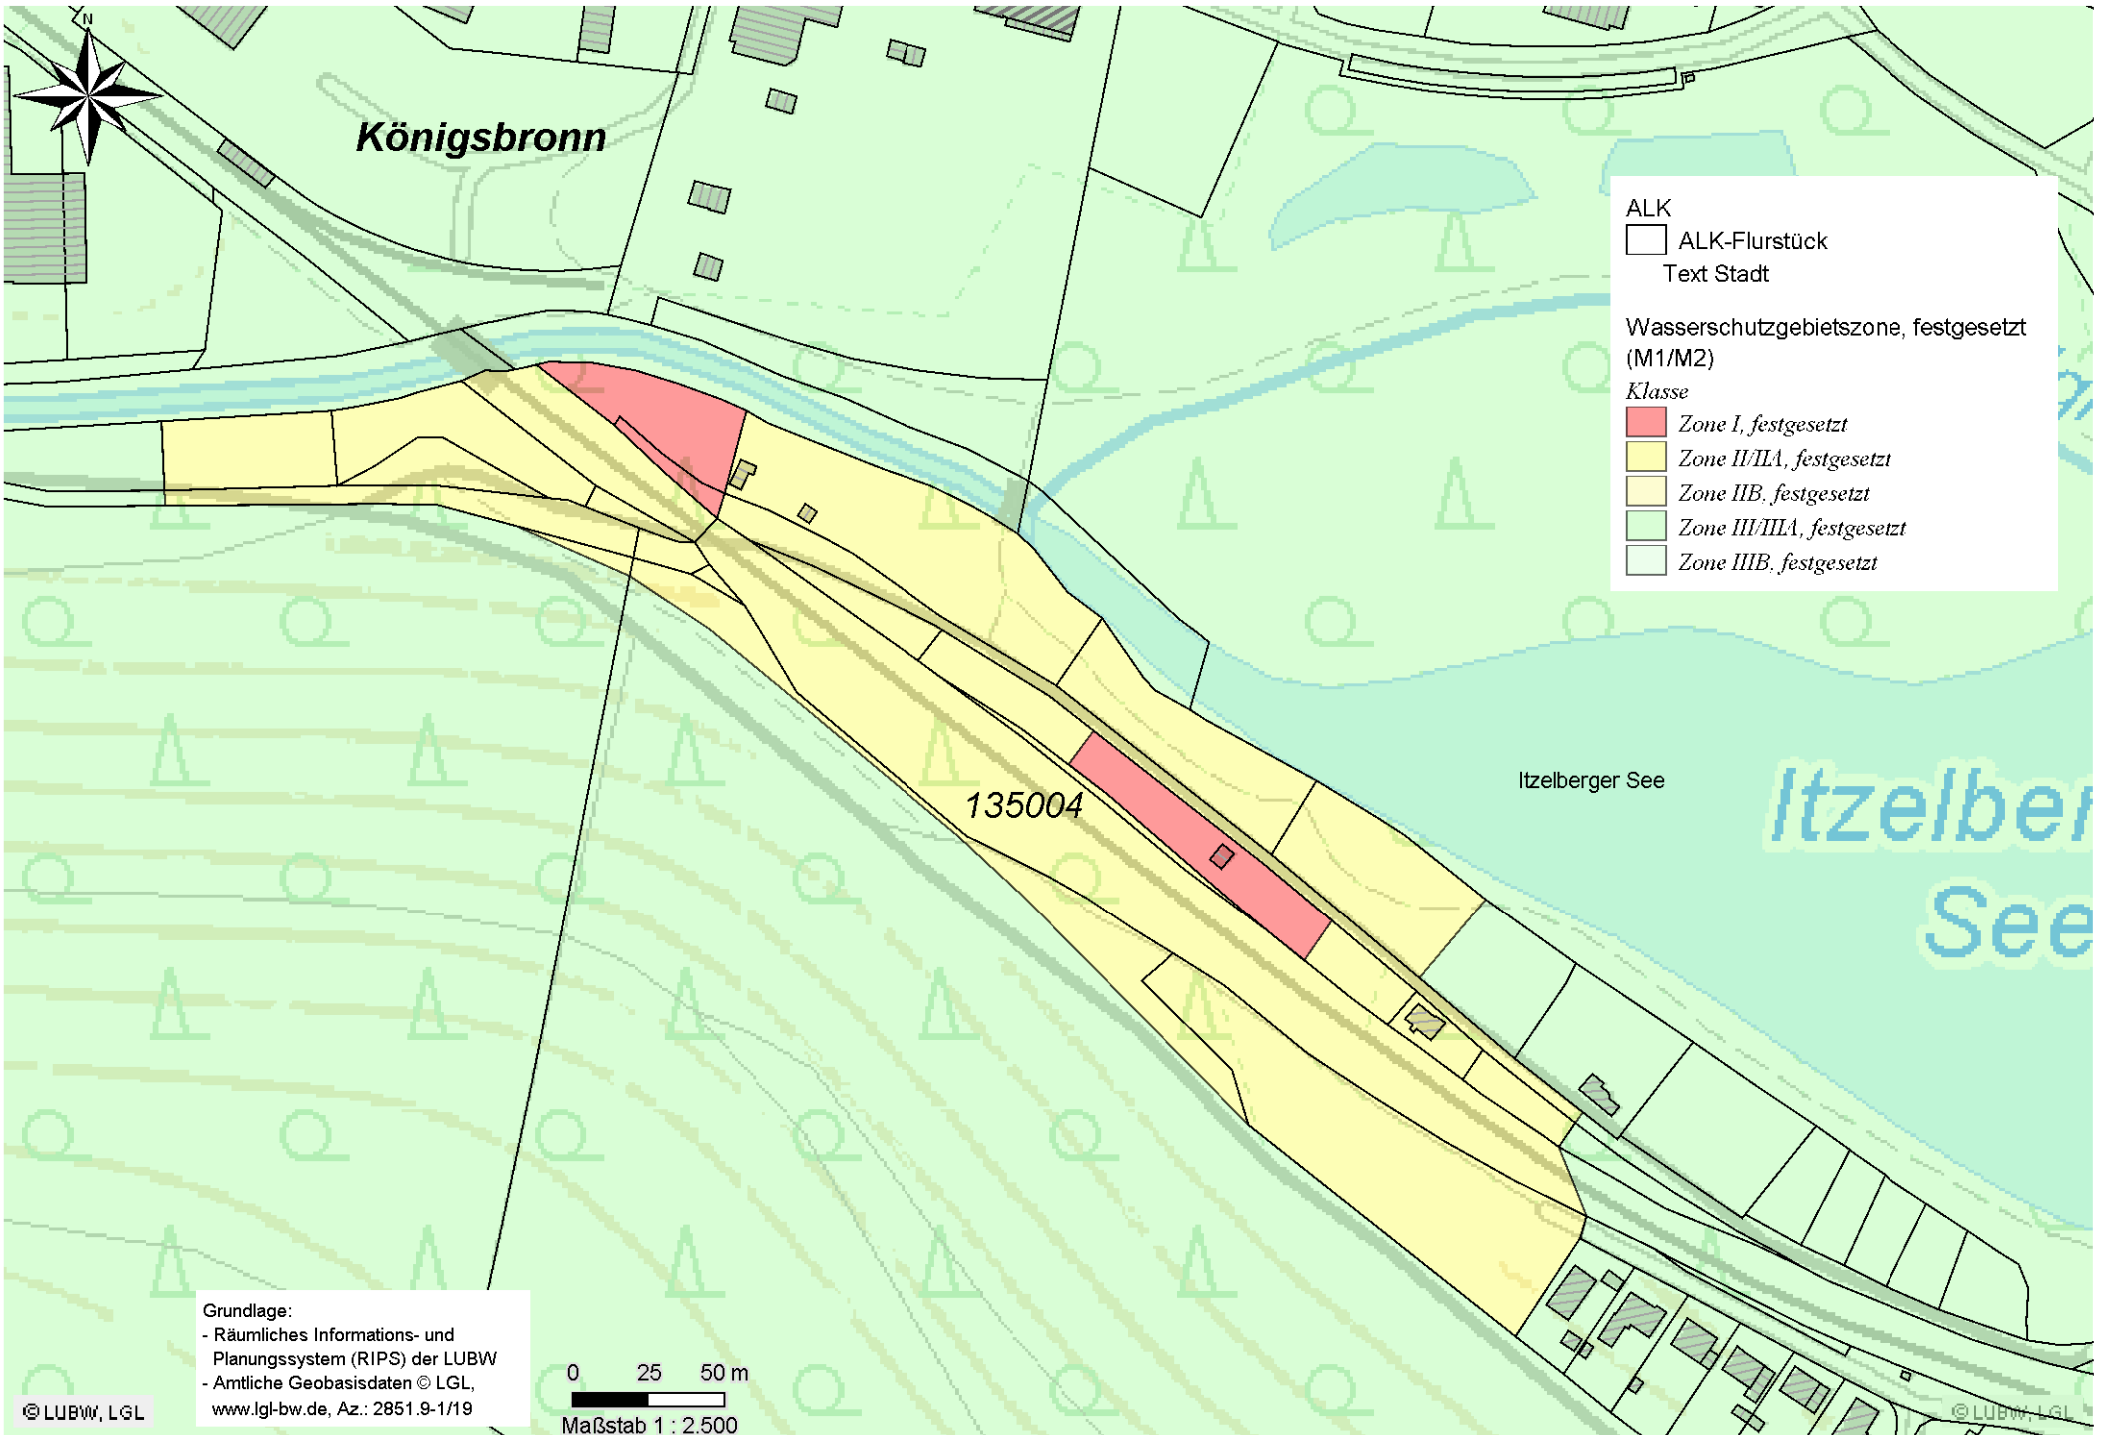 N
Königsbronn
ALK
ALK-Flurstück
Text Stadt
Wasserschutzgebietszone, festgesetzt
(M1/M2)
Klasse
Zone I, festgesetzt
Zone II/IIA, festgesetzt
Zone IIB, festgesetzt
Zone III/IIIA, festgesetzt
Zone IIIB, festgesetzt
135004
Itzelberger See
Itzelber
See
Grundlage:
- Räumliches Informations- und
Planungssystem (RIPS) der LUBW
- Amtliche Geobasisdaten © LGL,
www.lgl-bw.de, Az.: 2851.9-1/19
© LUBW, LGL
0 25 50 m
Maßstab 1 : 2.500
© LUBW, LGL